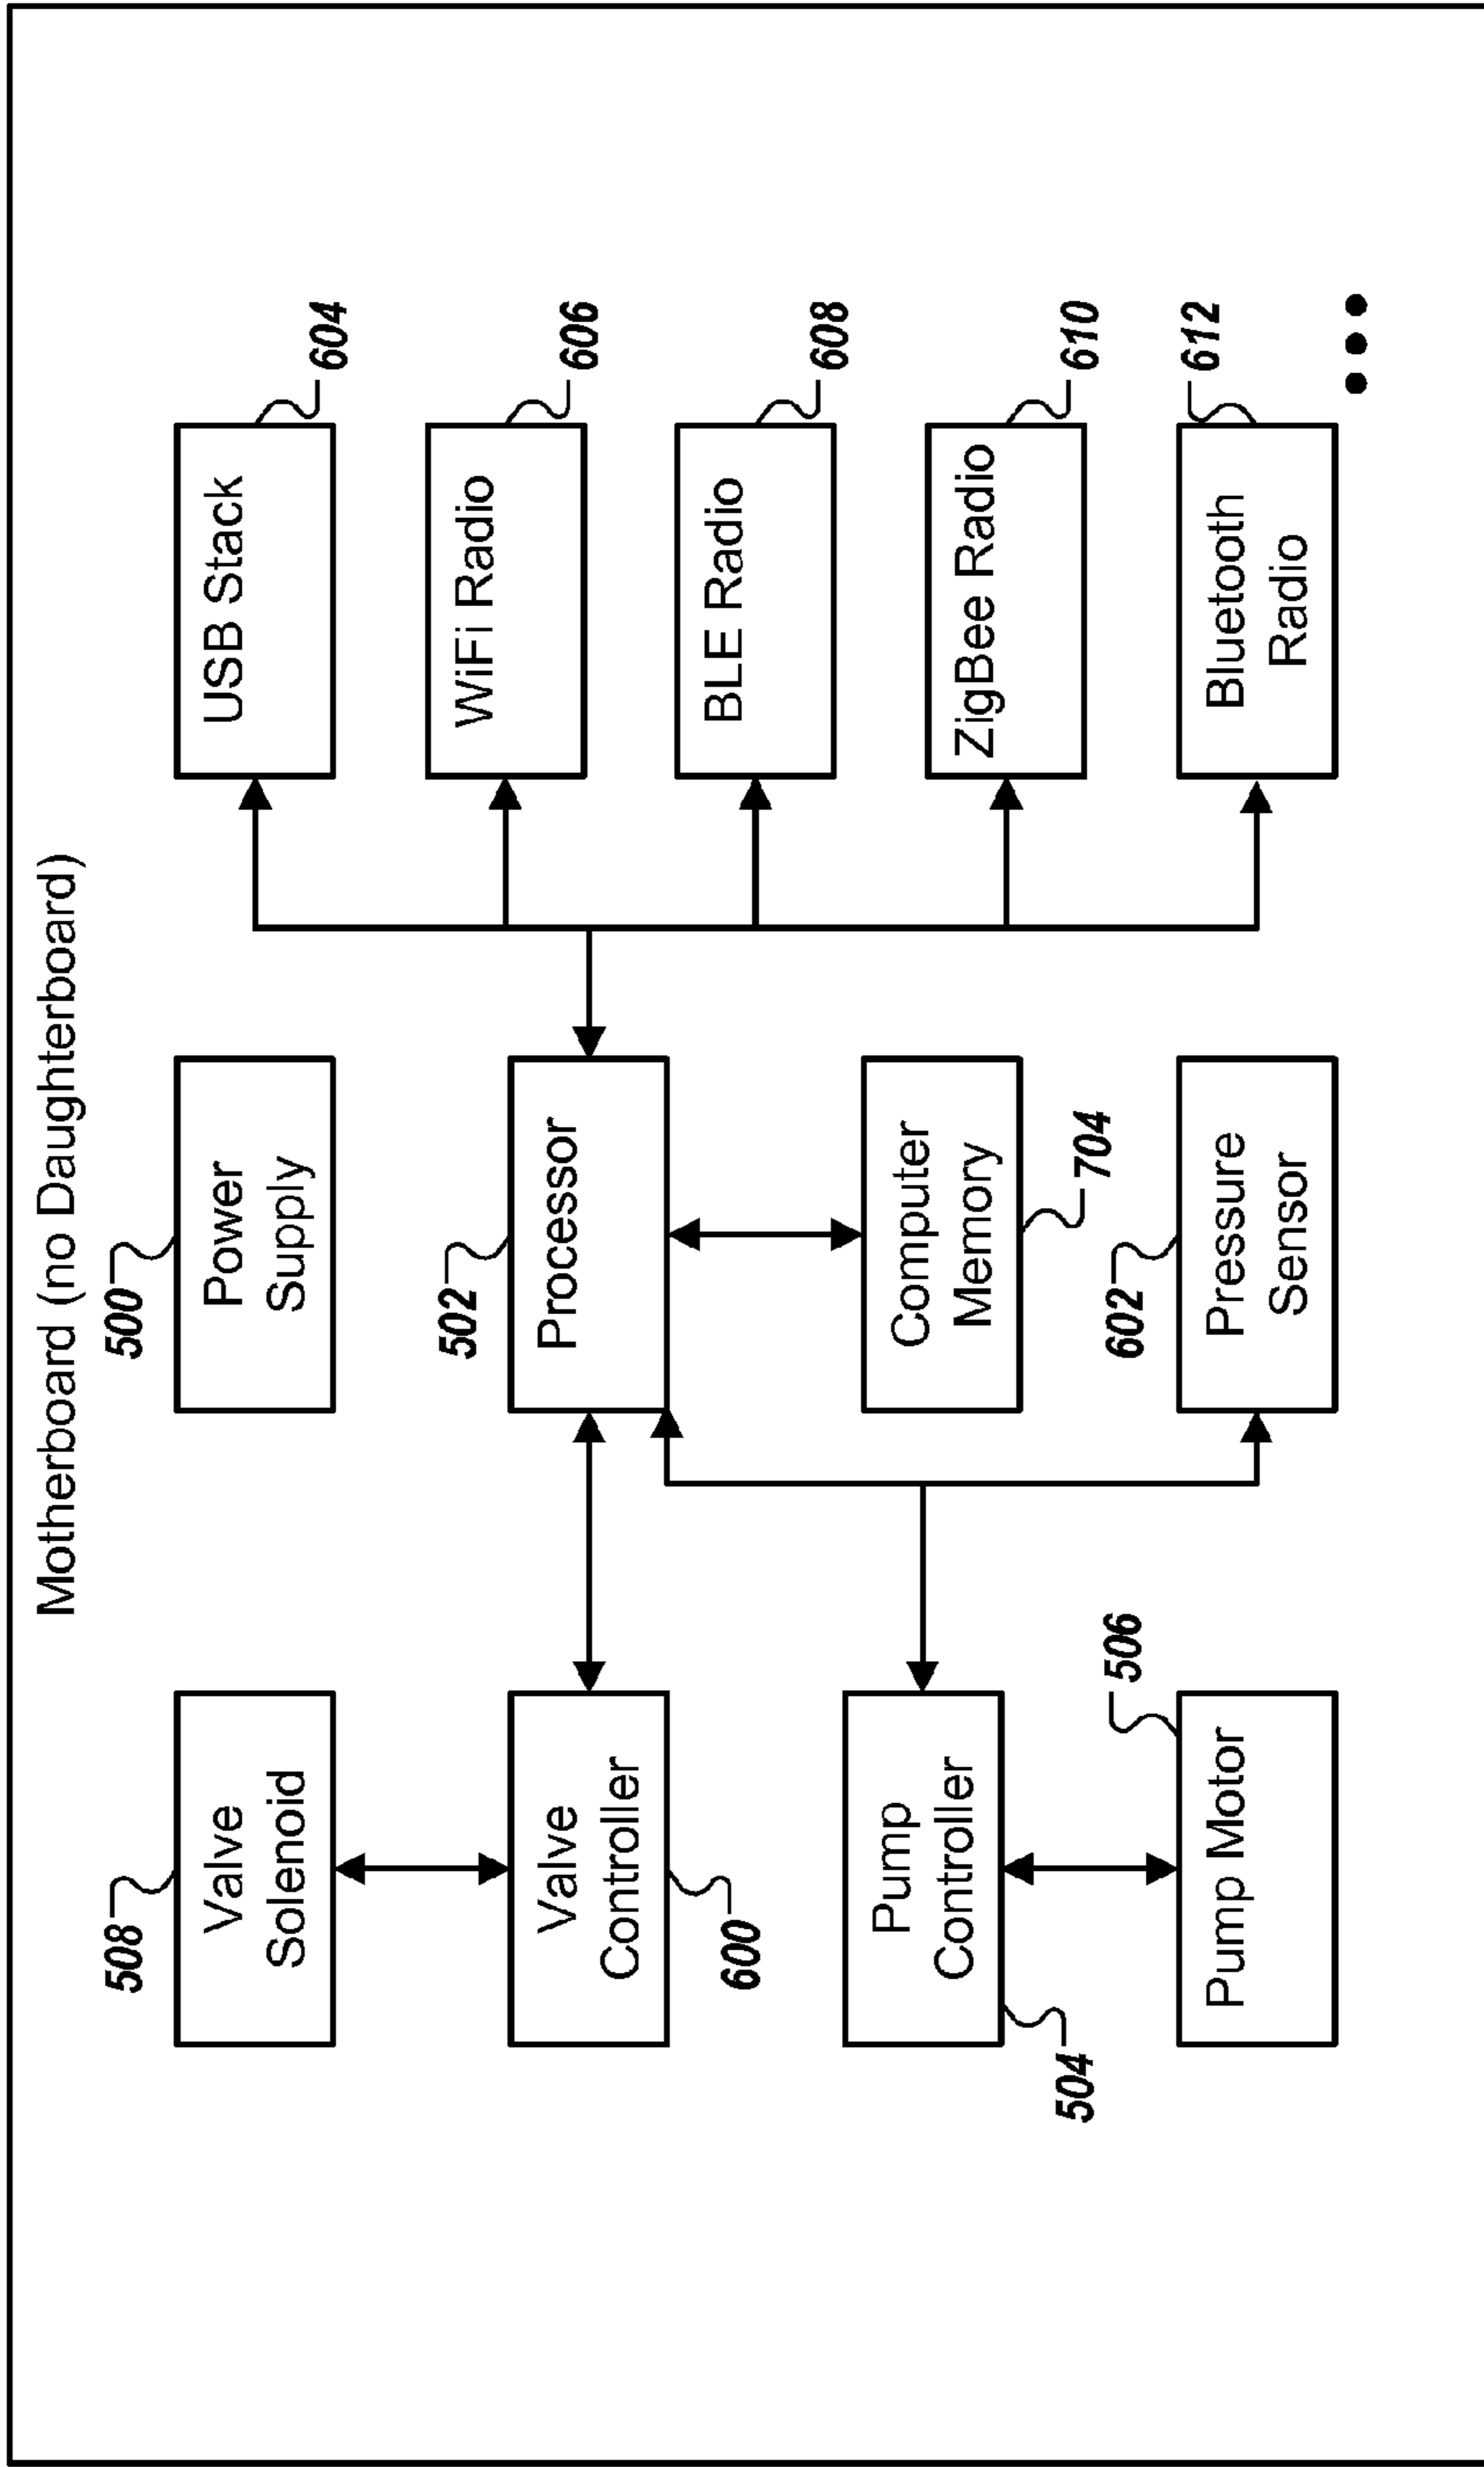 Motherboard (no Daughterboard)
508
Valve
Solenoid
500
Power
Supply
USB Stack
604
502
Valve
Controller
600
Processor
WiFi Radio
606
BLE Radio
608
Pump
Controller
504
Computer
Memory
704
ZigBee Radio
610
506
Pump Motor
602
Pressure
Sensor
612
Bluetooth
Radio